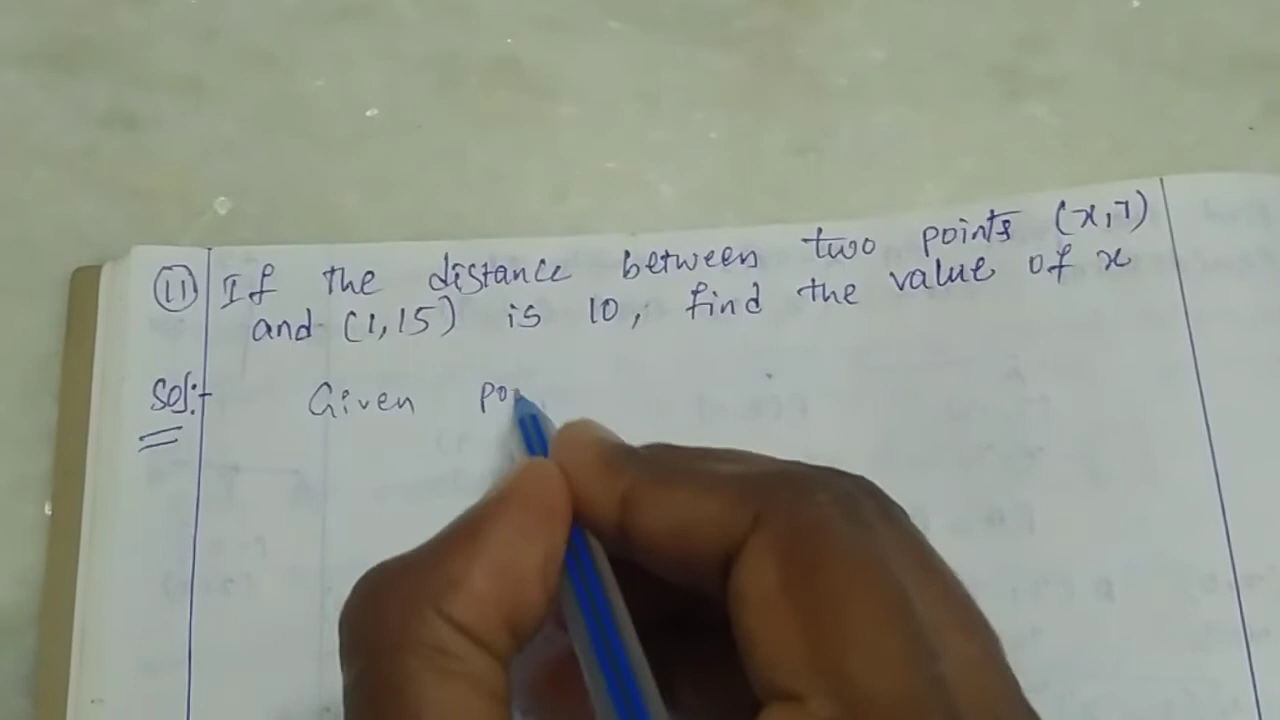 11 If the distance between two points (x,7)
and (1,15) is 10, find the value of x
Sol:- Given po